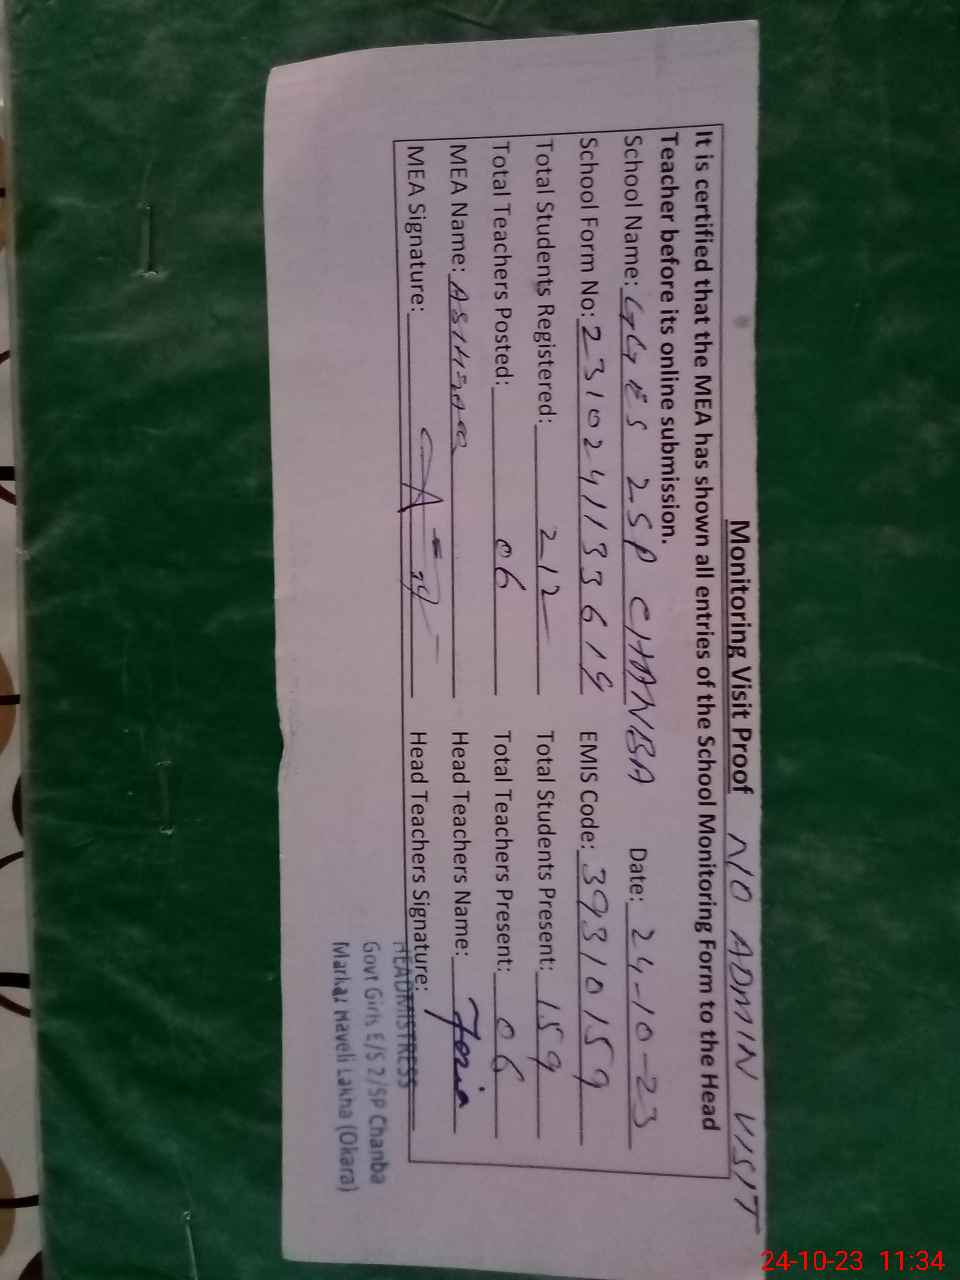 Monitoring Visit Proof NO ADMIN VISIT
It is certified that the MEA has shown all entries of the School Monitoring Form to the Head
Teacher before its online submission.
School Name: GGES 2SP CHANBA Date: 24-10-23
School Form No: EMIS Code: 39310159
Total Students Registered: 212 Total Students Present: 159
Total Teachers Posted: 06 Total Teachers Present: 06
MEA Name: Head Teachers Name: Fozia
MEA Signature: Head Teachers Signature:
HEADMISTRESS
Govt Girls E/S 2/SP Chanba
Markaz Haveli Lakha (Okara)
24-10-23 11:34